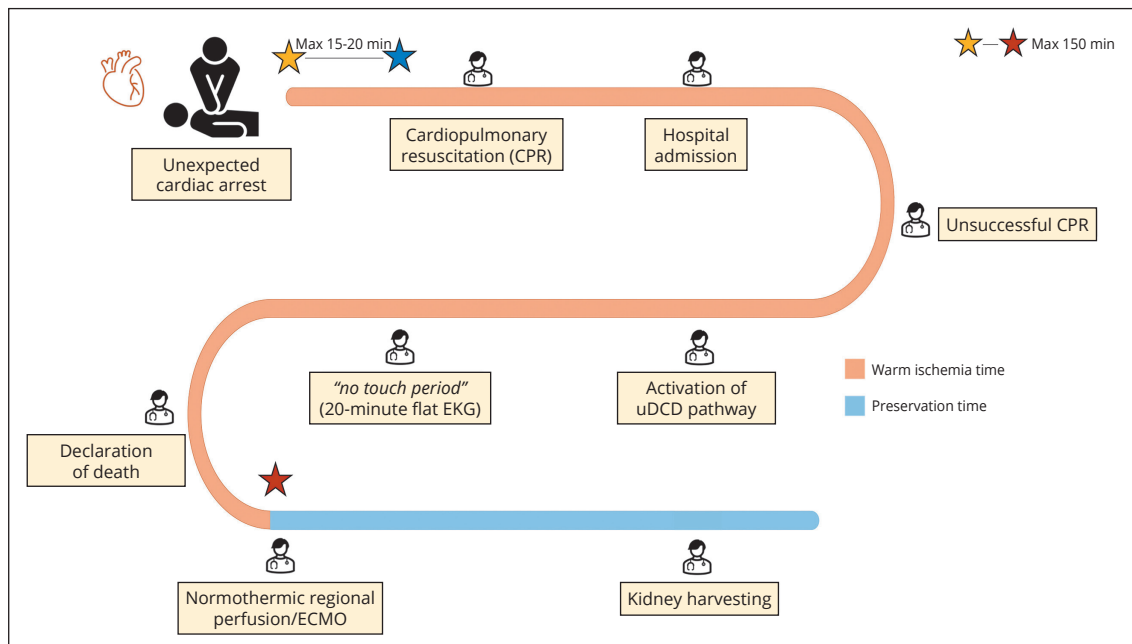 Max 15-20 min
Max 150 min
Unexpected
cardiac arrest
Cardiopulmonary
resuscitation (CPR)
Hospital
admission
Unsuccessful CPR
Activation of
uDCD pathway
“no touch period”
(20-minute flat EKG)
Declaration
of death
Warm ischemia time
Preservation time
Normothermic regional
perfusion/ECMO
Kidney harvesting